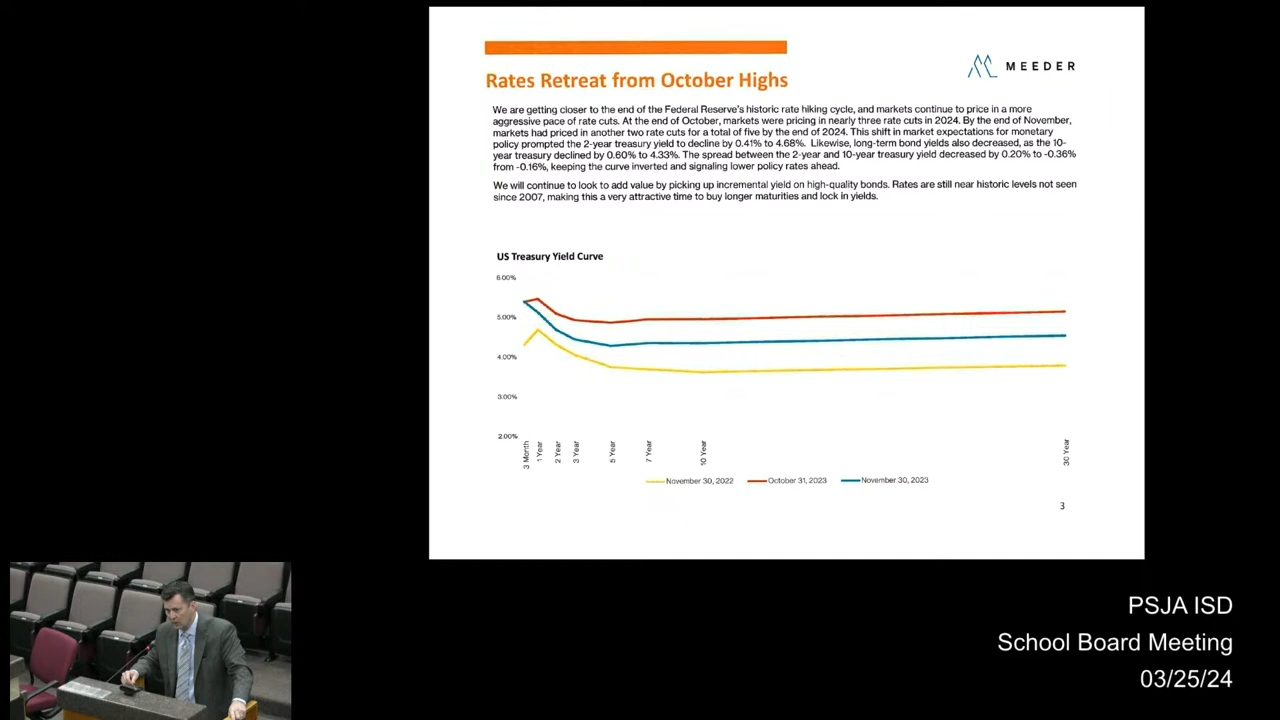 MEEDER
Rates Retreat from October Highs
We are getting closer to the end of the Federal Reserve's historic rate hiking cycle, and markets continue to price in a more
aggressive pace of rate cuts. At the end of October, markets were pricing in nearly three rate cuts in 2024. By the end of November,
markets had priced in another two rate cuts for a total of five by the end of 2024. This shift in market expectations for monetary
policy prompted the 2-year treasury yield to decline by 0.41% to 4.68%. Likewise, long-term bond yields also decreased, as the 10-
year treasury declined by 0.60% to 4.33%. The spread between the 2-year and 10-year treasury yield decreased by 0.20% to -0.36%
from -0.16%, keeping the curve inverted and signaling lower policy rates ahead.
We will continue to look to add value by picking up incremental yield on high-quality bonds. Rates are still near historic levels not seen
since 2007, making this a very attractive time to buy longer maturities and lock in yields.
US Treasury Yield Curve
6.00%
5.00%
4.00%
3.00%
2.00%
3 Month
1 Year
2 Year
3 Year
5 Year
7 Year
10 Year
30 Year
November 30, 2022
October 31, 2023
November 30, 2023
3
PSJA ISD
School Board Meeting
03/25/24